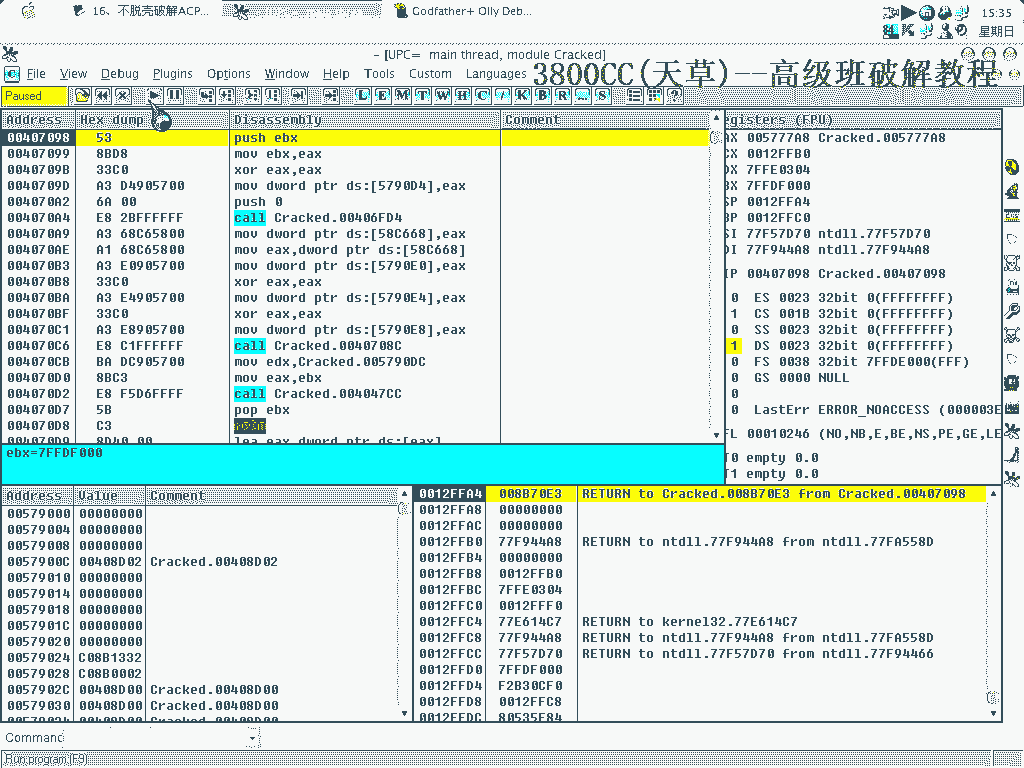 16、不脱壳破解ACP...
Godfather+ Olly Deb...
15:35
星期日
- [UPC= main thread, module Cracked]
File View Debug Plugins Options Window Help Tools Custom Languages
3800CC(天草)--高级班破解教程
Paused
L E M T W H C / K B R ... S
Address Hex dump Disassembly Comment
00407098 53 push ebx
00407099 8BD8 mov ebx,eax
0040709B 33C0 xor eax,eax
0040709D A3 D4905700 mov dword ptr ds:[5790D4],eax
004070A2 6A 00 push 0
004070A4 E8 2BFFFFFF call Cracked.00406FD4
004070A9 A3 68C65800 mov dword ptr ds:[58C668],eax
004070AE A1 68C65800 mov eax,dword ptr ds:[58C668]
004070B3 A3 E0905700 mov dword ptr ds:[5790E0],eax
004070B8 33C0 xor eax,eax
004070BA A3 E4905700 mov dword ptr ds:[5790E4],eax
004070BF 33C0 xor eax,eax
004070C1 A3 E8905700 mov dword ptr ds:[5790E8],eax
004070C6 E8 C1FFFFFF call Cracked.0040708C
004070CB BA DC905700 mov edx,Cracked.005790DC
004070D0 8BC3 mov eax,ebx
004070D2 E8 F5D6FFFF call Cracked.004047CC
004070D7 5B pop ebx
004070D8 C3 retn
004070D9 8D40 00 lea eax,dword ptr ds:[eax]
gisters (FPU)
AX 005777A8 Cracked.005777A8
CX 0012FFB0
DX 7FFE0304
BX 7FFDF000
SP 0012FFA4
BP 0012FFC0
SI 77F57D70 ntdll.77F57D70
DI 77F944A8 ntdll.77F944A8
IP 00407098 Cracked.00407098
0 ES 0023 32bit 0(FFFFFFFF)
1 CS 001B 32bit 0(FFFFFFFF)
0 SS 0023 32bit 0(FFFFFFFF)
1 DS 0023 32bit 0(FFFFFFFF)
0 FS 0038 32bit 7FFDE000(FFF)
0 GS 0000 NULL
0
0 LastErr ERROR_NOACCESS (000003E
FL 00010246 (NO,NB,E,BE,NS,PE,GE,LE
T0 empty 0.0
T1 empty 0.0
ebx=7FFDF000
Address Value Comment
00579000 00000000
00579004 00000000
00579008 00000000
0057900C 00408D02 Cracked.00408D02
00579010 00000000
00579014 00000000
00579018 00000000
0057901C 00000000
00579020 00000000
00579024 C08B1332
00579028 C08B0002
0057902C 00408D00 Cracked.00408D00
00579030 00408D00 Cracked.00408D00
00579034 00408D00 Cracked.00408D00
0012FFA4 008B70E3 RETURN to Cracked.008B70E3 from Cracked.00407098
0012FFA8 00000000
0012FFAC 00000000
0012FFB0 77F944A8 RETURN to ntdll.77F944A8 from ntdll.77FA558D
0012FFB4 00000000
0012FFB8 0012FFB0
0012FFBC 7FFE0304
0012FFC0 0012FFF0
0012FFC4 77E614C7 RETURN to kernel32.77E614C7
0012FFC8 77F944A8 RETURN to ntdll.77F944A8 from ntdll.77FA558D
0012FFCC 77F57D70 RETURN to ntdll.77F57D70 from ntdll.77F94466
0012FFD0 7FFDF000
0012FFD4 F2B30CF0
0012FFD8 0012FFC8
0012FFDC 80535E84
Command
Run program [F9]